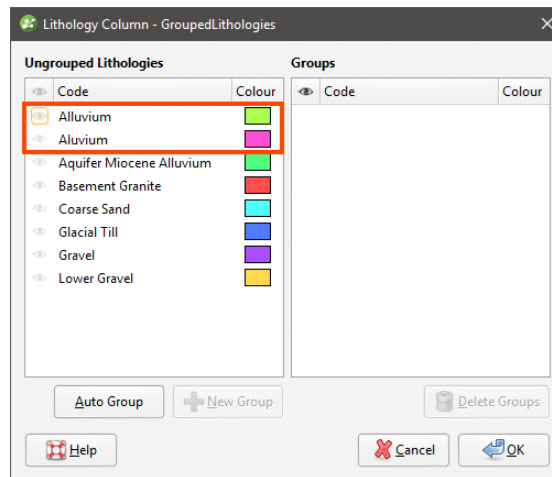 Lithology Column - GroupedLithologies
Ungrouped Lithologies
Groups
Code Colour
Code Colour
Alluvium
Aluvium
Aquifer Miocene Alluvium
Basement Granite
Coarse Sand
Glacial Till
Gravel
Lower Gravel
Auto Group
New Group
Delete Groups
Help
Cancel
OK